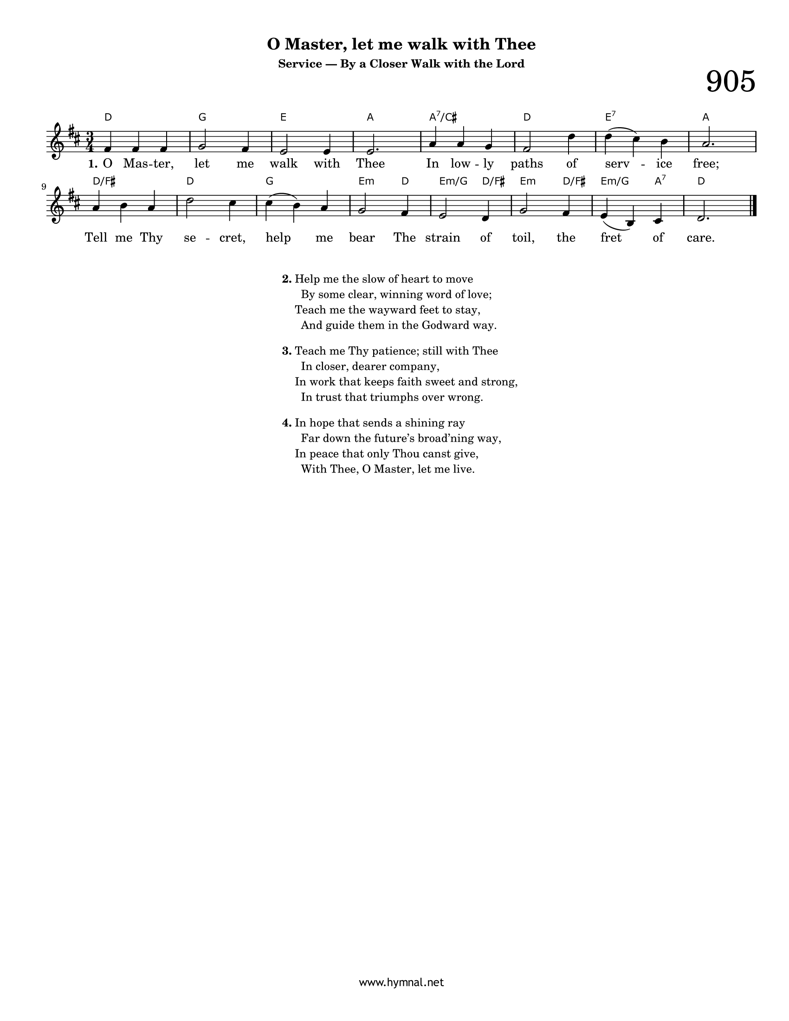 O Master, let me walk with Thee
Service — By a Closer Walk with the Lord
905
D G E A A7/C♯ D E7 A
3
4
1. O Mas-ter, let me walk with Thee In low - ly paths of serv - ice free;
9
D/F♯ D G Em D Em/G D/F♯ Em D/F♯ Em/G A7 D
Tell me Thy se - cret, help me bear The strain of toil, the fret of care.
2. Help me the slow of heart to move
By some clear, winning word of love;
Teach me the wayward feet to stay,
And guide them in the Godward way.
3. Teach me Thy patience; still with Thee
In closer, dearer company,
In work that keeps faith sweet and strong,
In trust that triumphs over wrong.
4. In hope that sends a shining ray
Far down the future's broad'ning way,
In peace that only Thou canst give,
With Thee, O Master, let me live.
www.hymnal.net